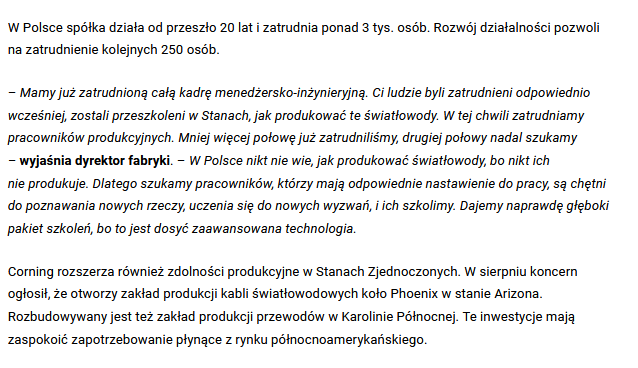 W Polsce spółka działa od przeszło 20 lat i zatrudnia ponad 3 tys. osób. Rozwój działalności pozwoli
na zatrudnienie kolejnych 250 osób.
– Mamy już zatrudnioną całą kadrę menedżersko-inżynieryjną. Ci ludzie byli zatrudnieni odpowiednio
wcześniej, zostali przeszkoleni w Stanach, jak produkować te światłowody. W tej chwili zatrudniamy
pracowników produkcyjnych. Mniej więcej połowę już zatrudniliśmy, drugiej połowy nadal szukamy
– wyjaśnia dyrektor fabryki. – W Polsce nikt nie wie, jak produkować światłowody, bo nikt ich
nie produkuje. Dlatego szukamy pracowników, którzy mają odpowiednie nastawienie do pracy, są chętni
do poznawania nowych rzeczy, uczenia się do nowych wyzwań, i ich szkolimy. Dajemy naprawdę głęboki
pakiet szkoleń, bo to jest dosyć zaawansowana technologia.
Corning rozszerza również zdolności produkcyjne w Stanach Zjednoczonych. W sierpniu koncern
ogłosił, że otworzy zakład produkcji kabli światłowodowych koło Phoenix w stanie Arizona.
Rozbudowywany jest też zakład produkcji przewodów w Karolinie Północnej. Te inwestycje mają
zaspokoić zapotrzebowanie płynące z rynku północnoamerykańskiego.